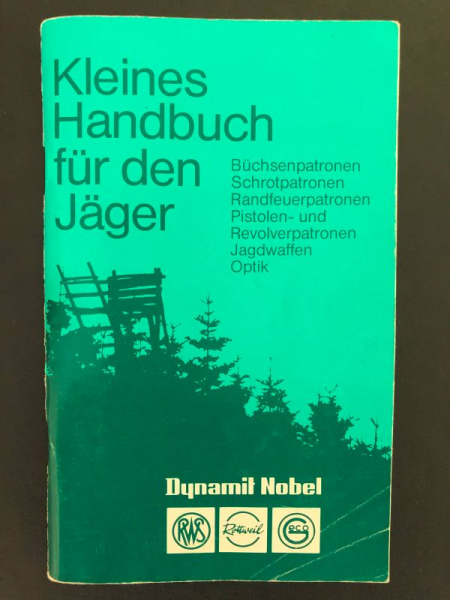 Kleines
Handbuch
für den
Jäger
Büchsenpatronen
Schrotpatronen
Randfeuerpatronen
Pistolen- und
Revolverpatronen
Jagdwaffen
Optik
Dynamit Nobel
RWS
Rottweil
Geco